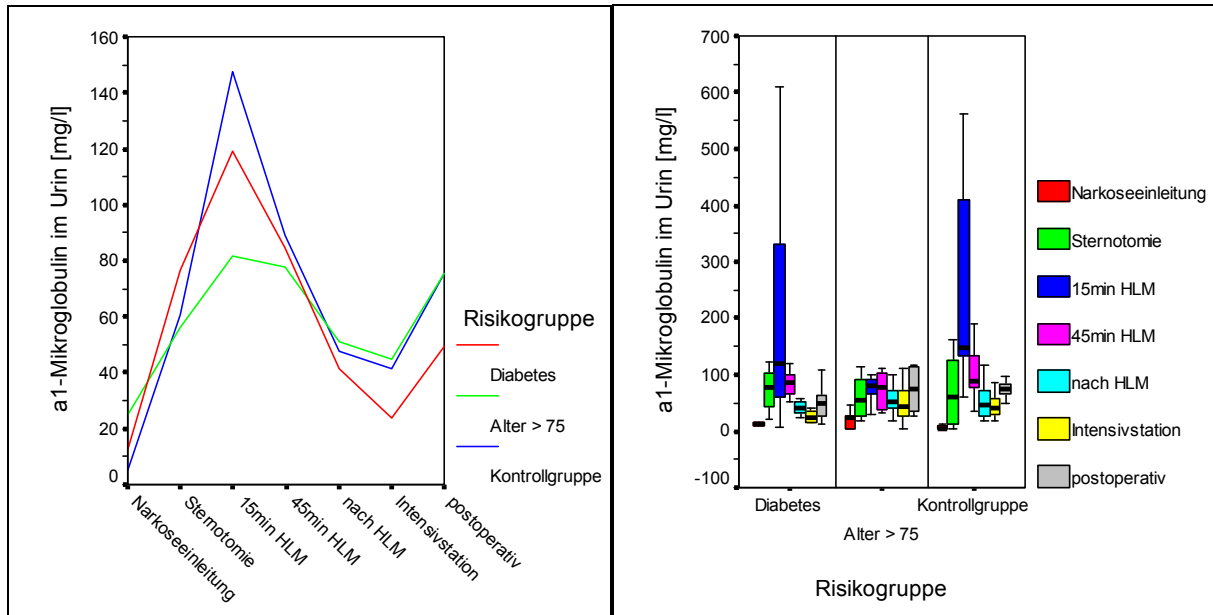 160
140
120
100
80
60
40
20
0
a1-Mikroglobulin im Urin [mg/l]
Narkoseeinleitung
Sternotomie
15min HLM
45min HLM
nach HLM
Intensivstation
postoperativ
Risikogruppe
Diabetes
Alter > 75
Kontrollgruppe
700
600
500
400
300
200
100
0
-100
a1-Mikroglobulin im Urin [mg/l]
Diabetes
Alter > 75
Kontrollgruppe
Risikogruppe
Narkoseeinleitung
Sternotomie
15min HLM
45min HLM
nach HLM
Intensivstation
postoperativ